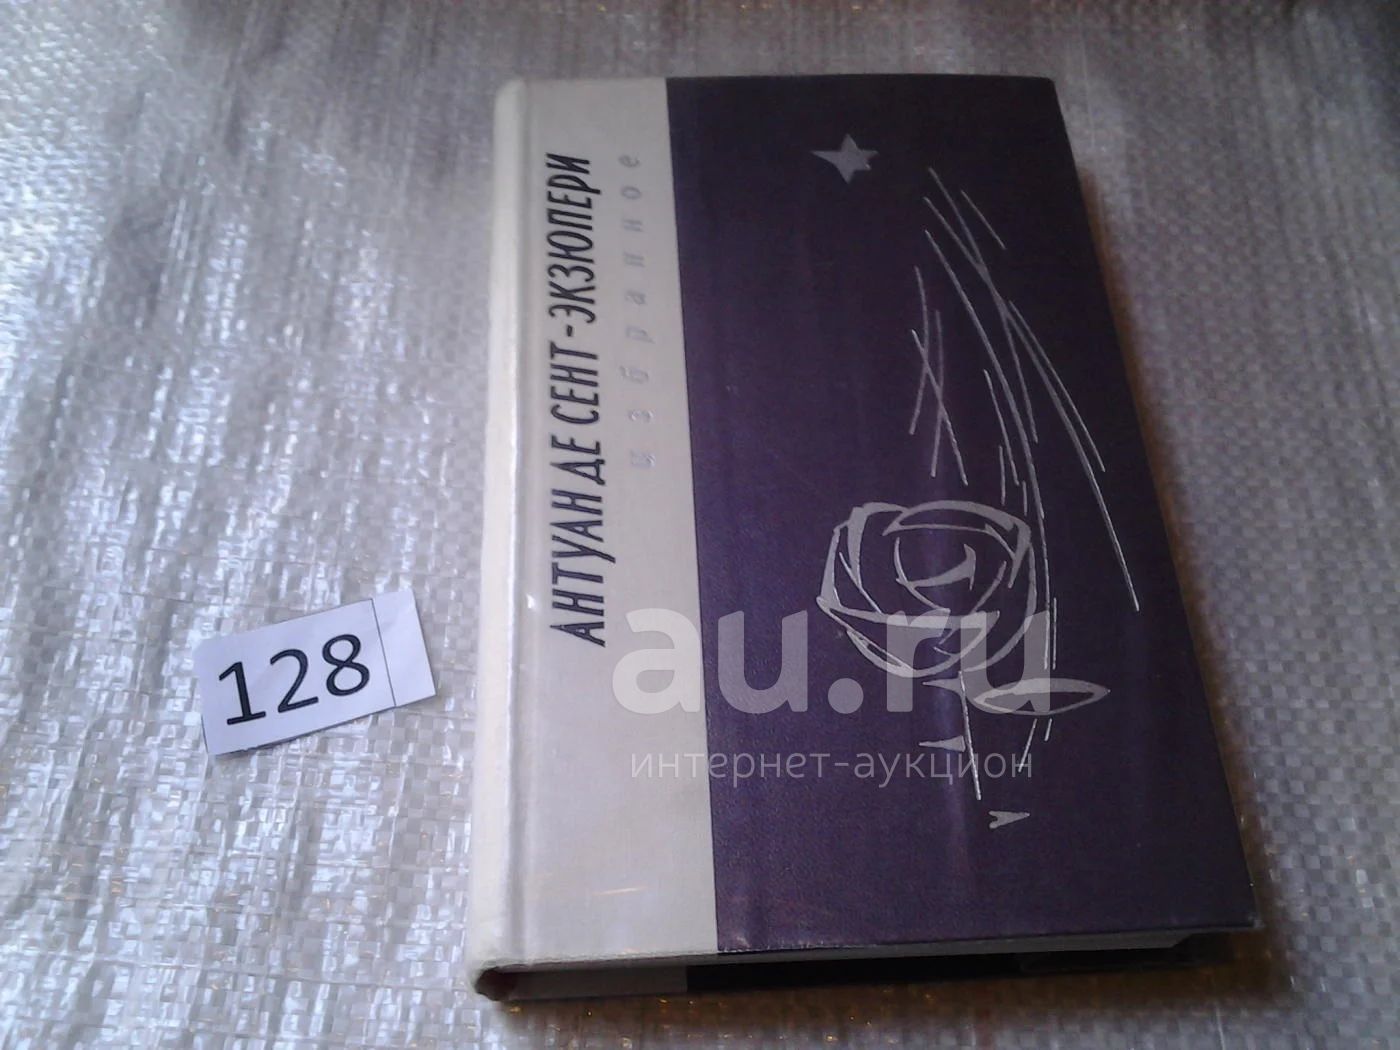 АНТУАН ДЕ СЕНТ-ЭКЗЮПЕРИ
избранное
128
au.ru
интернет-аукцион